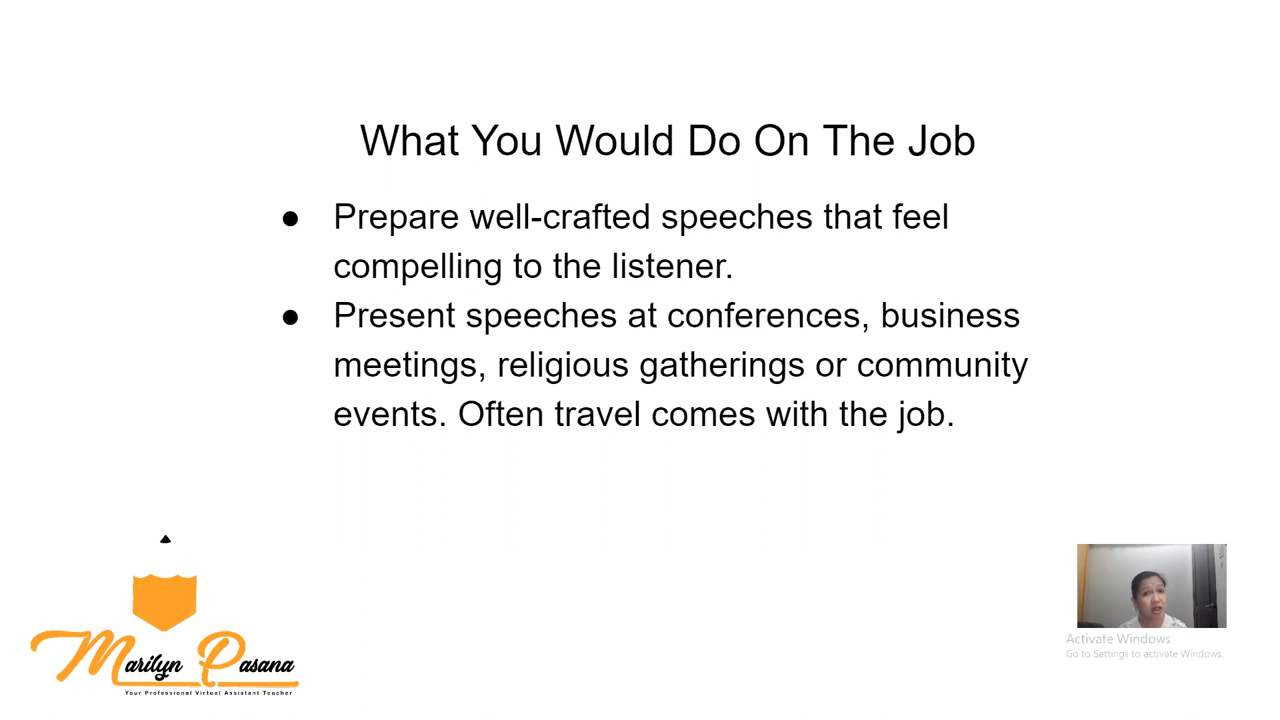 What You Would Do On The Job
● Prepare well-crafted speeches that feel
compelling to the listener.
● Present speeches at conferences, business
meetings, religious gatherings or community
events. Often travel comes with the job.
Marilyn Pasana
Your Professional Virtual Assistant Teacher
Activate Windows
Go to Settings to activate Windows.